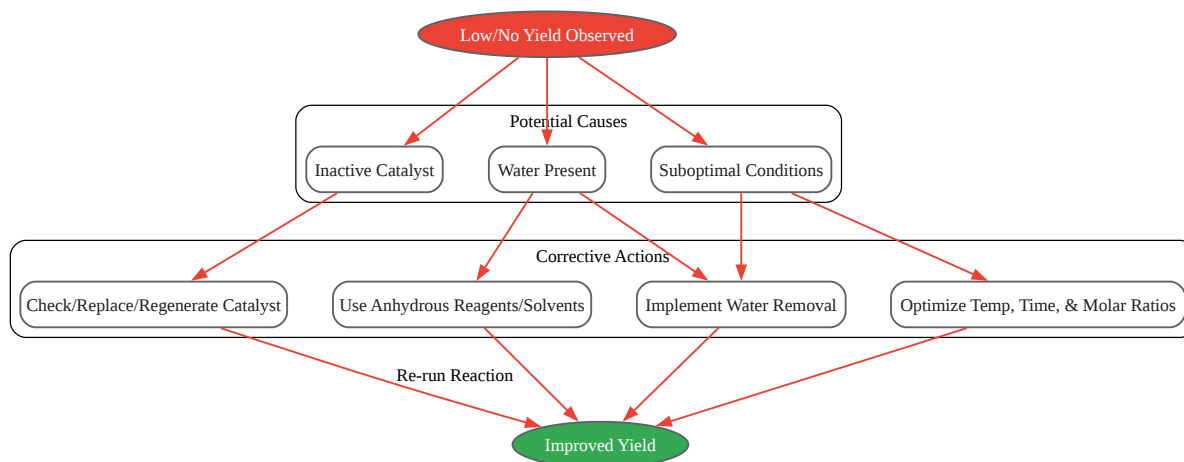 Low/No Yield Observed
Potential Causes
Inactive Catalyst
Water Present
Suboptimal Conditions
Corrective Actions
Check/Replace/Regenerate Catalyst
Use Anhydrous Reagents/Solvents
Implement Water Removal
Optimize Temp, Time, & Molar Ratios
Re-run Reaction
Improved Yield